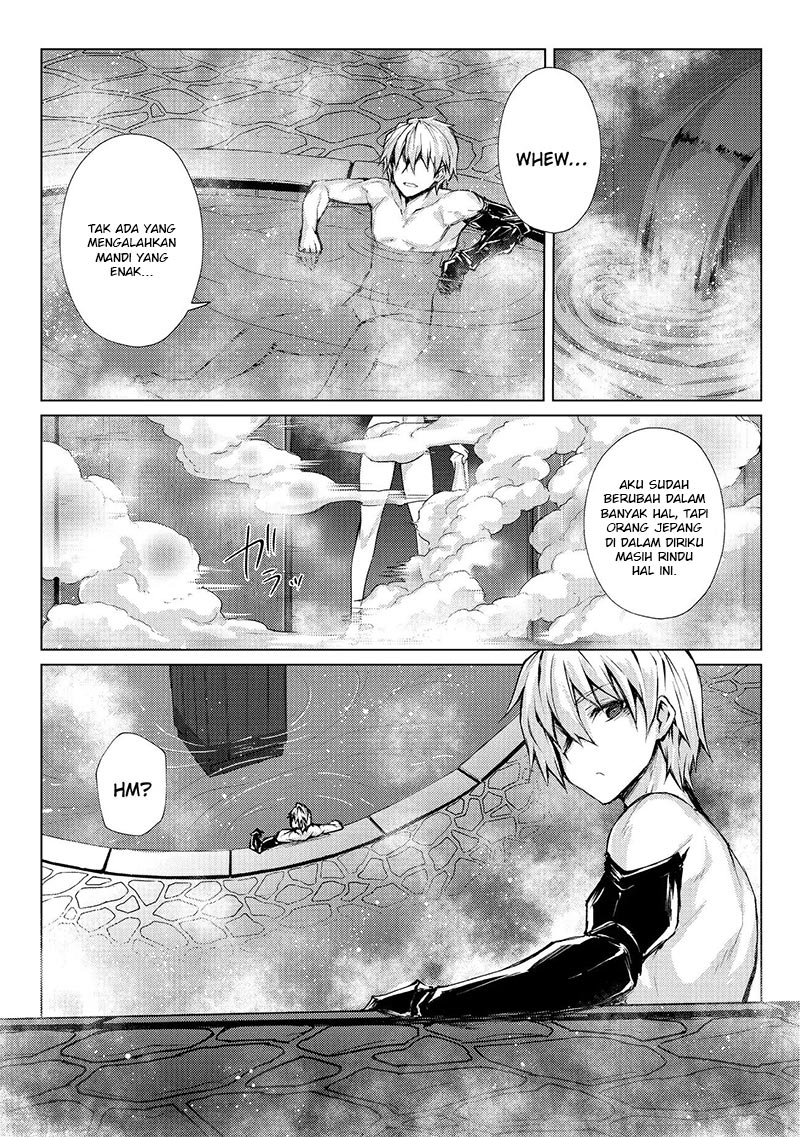 WHEW...
TAK ADA YANG
MENGALAHKAN
MANDI YANG
ENAK...
AKU SUDAH
BERUBAH DALAM
BANYAK HAL, TAPI
ORANG JEPANG
DI DALAM DIRIKU
MASIH RINDU
HAL INI.
ガラッ
HM?